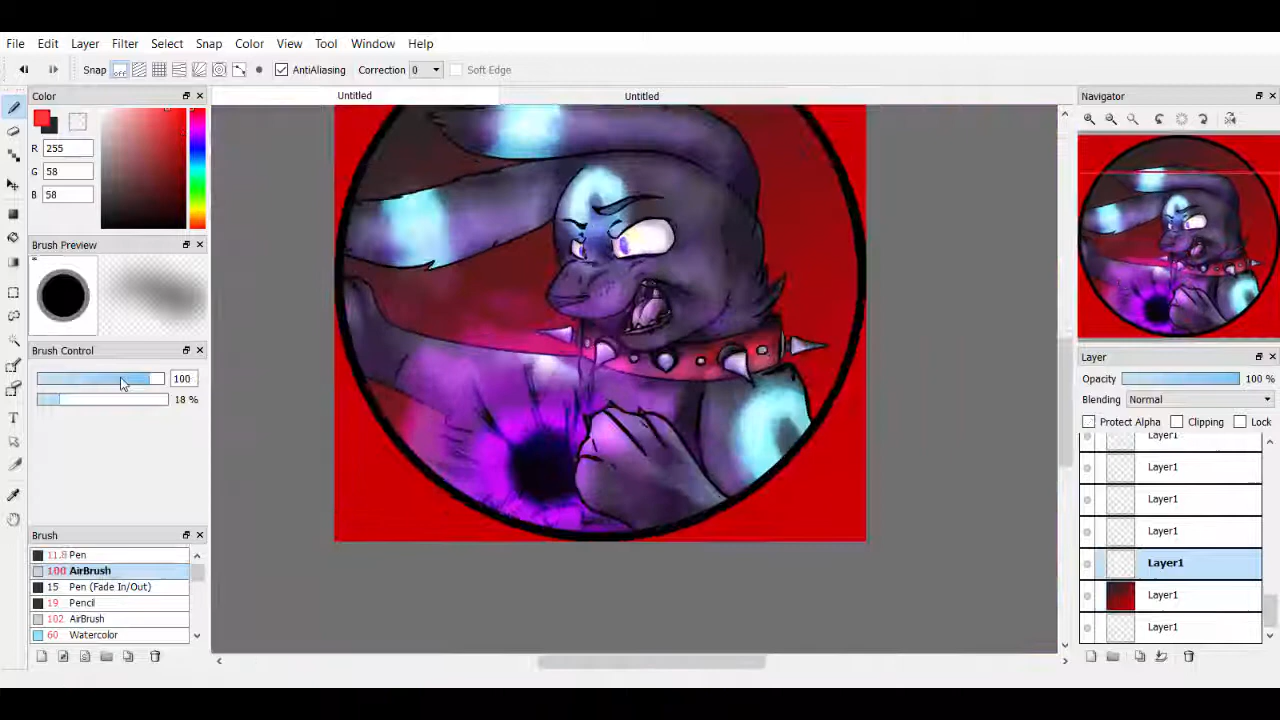 File Edit Layer Filter Select Snap Color View Tool Window Help
Snap off AntiAliasing Correction 0 Soft Edge
Color
Untitled Untitled
Navigator
R 255
G 58
B 58
Brush Preview
Brush Control
100
18 %
Layer
Opacity 100 %
Blending Normal
Protect Alpha Clipping Lock
Layer1
Layer1
Layer1
Layer1
Layer1
Layer1
Layer1
Brush
11.8 Pen
100 AirBrush
15 Pen (Fade In/Out)
19 Pencil
102 AirBrush
60 Watercolor